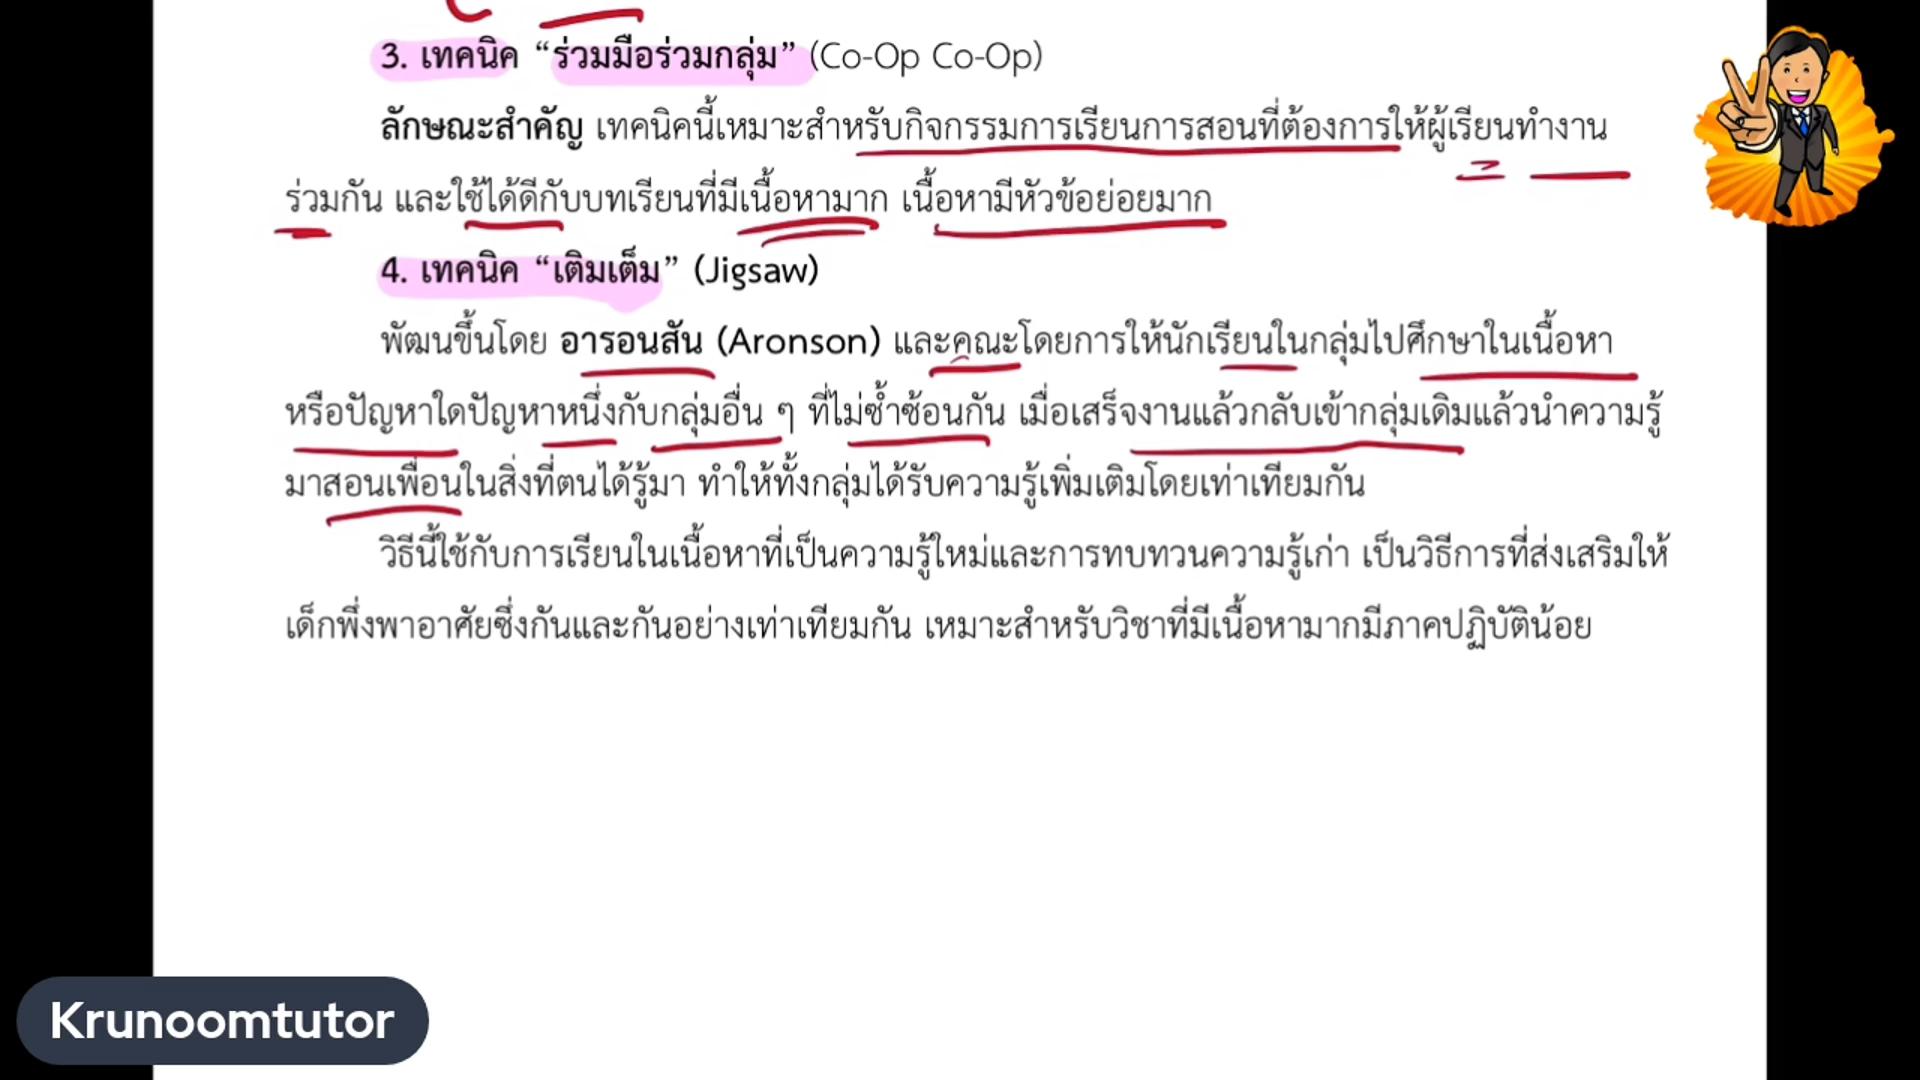 3. เทคนิค “ร่วมมือร่วมกลุ่ม” (Co-Op Co-Op)
ลักษณะสำคัญ เทคนิคนี้เหมาะสำหรับกิจกรรมการเรียนการสอนที่ต้องการให้ผู้เรียนทำงาน
ร่วมกัน และใช้ได้ดีกับบทเรียนที่มีเนื้อหามาก เนื้อหามีหัวข้อย่อยมาก
4. เทคนิค “เติมเต็ม” (Jigsaw)
พัฒนขึ้นโดย อารอนสัน (Aronson) และคณะโดยการให้นักเรียนในกลุ่มไปศึกษาในเนื้อหา
หรือปัญหาใดปัญหาหนึ่งกับกลุ่มอื่น ๆ ที่ไม่ซ้ำซ้อนกัน เมื่อเสร็จงานแล้วกลับเข้ากลุ่มเดิมแล้วนำความรู้
มาสอนเพื่อนในสิ่งที่ตนได้รู้มา ทำให้ทั้งกลุ่มได้รับความรู้เพิ่มเติมโดยเท่าเทียมกัน
วิธีนี้ใช้กับการเรียนในเนื้อหาที่เป็นความรู้ใหม่และการทบทวนความรู้เก่า เป็นวิธีการที่ส่งเสริมให้
เด็กพึ่งพาอาศัยซึ่งกันและกันอย่างเท่าเทียมกัน เหมาะสำหรับวิชาที่มีเนื้อหามากมีภาคปฏิบัติน้อย
Krunoomtutor